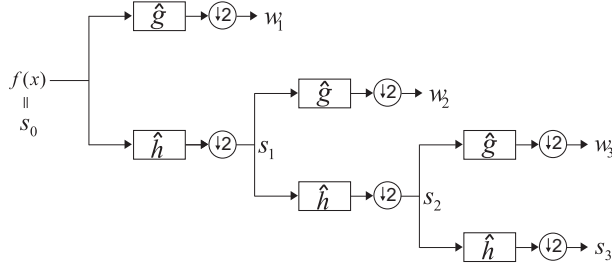 ĝ ↓2 w₁
f(x)
=
s₀
ĥ ↓2 s₁
ĝ ↓2 w₂
ĥ ↓2 s₂
ĝ ↓2 w₃
ĥ ↓2 s₃